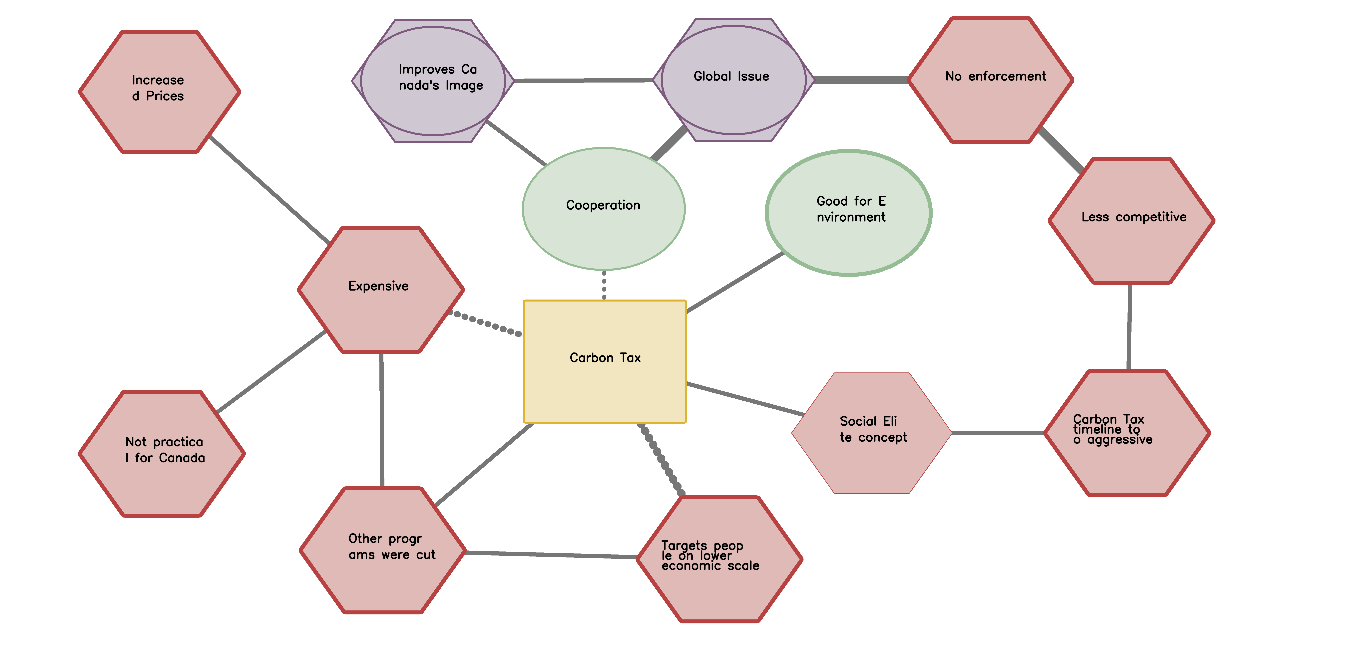 Increase
d Prices
Improves Ca
nada's Image
Global Issue
No enforcement
Cooperation
Good for E
nvironment
Less competitive
Expensive
Carbon Tax
Not practica
l for Canada
Social Eli
te concept
Carbon Tax
timeline to
o aggressive
Other progr
ams were cut
Targets peop
le on lower
economic scale